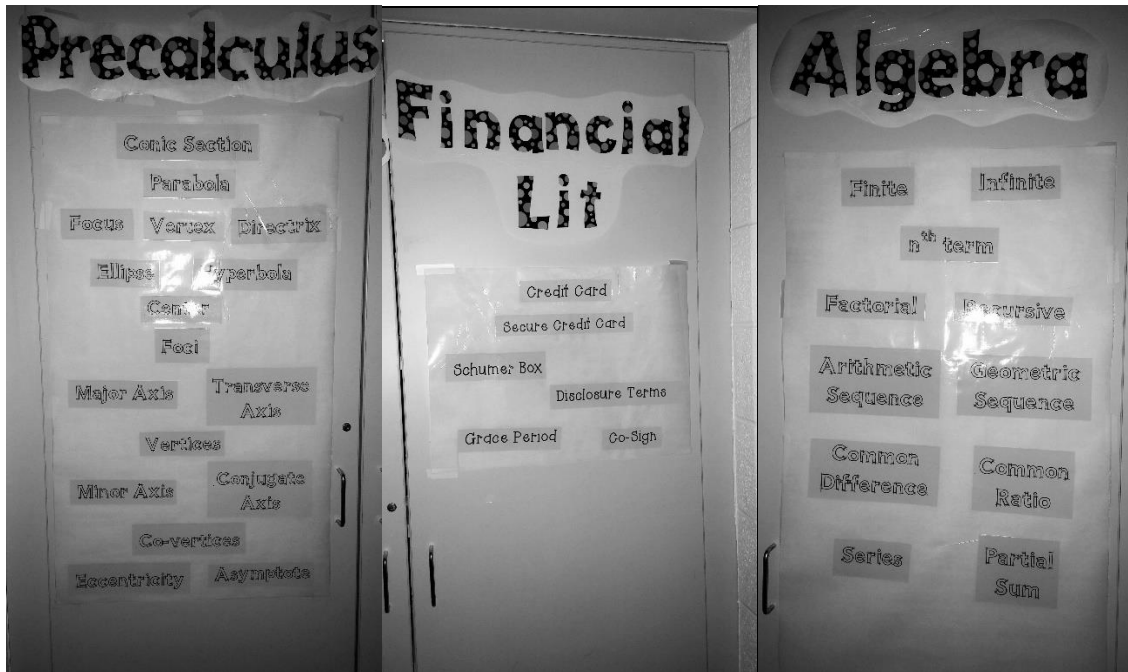 Precalculus
Conic Section
Parabola
Focus Vertex Directrix
Ellipse Hyperbola
Center
Foci
Major Axis Transverse Axis
Vertices
Minor Axis Conjugate Axis
Co-vertices
Eccentricity Asymptote
Financial
Lit
Credit Card
Secure Credit Card
Schumer Box
Disclosure Terms
Grace Period Co-Sign
Algebra
Finite Infinite
nth term
Factorial Recursive
Arithmetic Sequence Geometric Sequence
Common Difference Common Ratio
Series Partial Sum